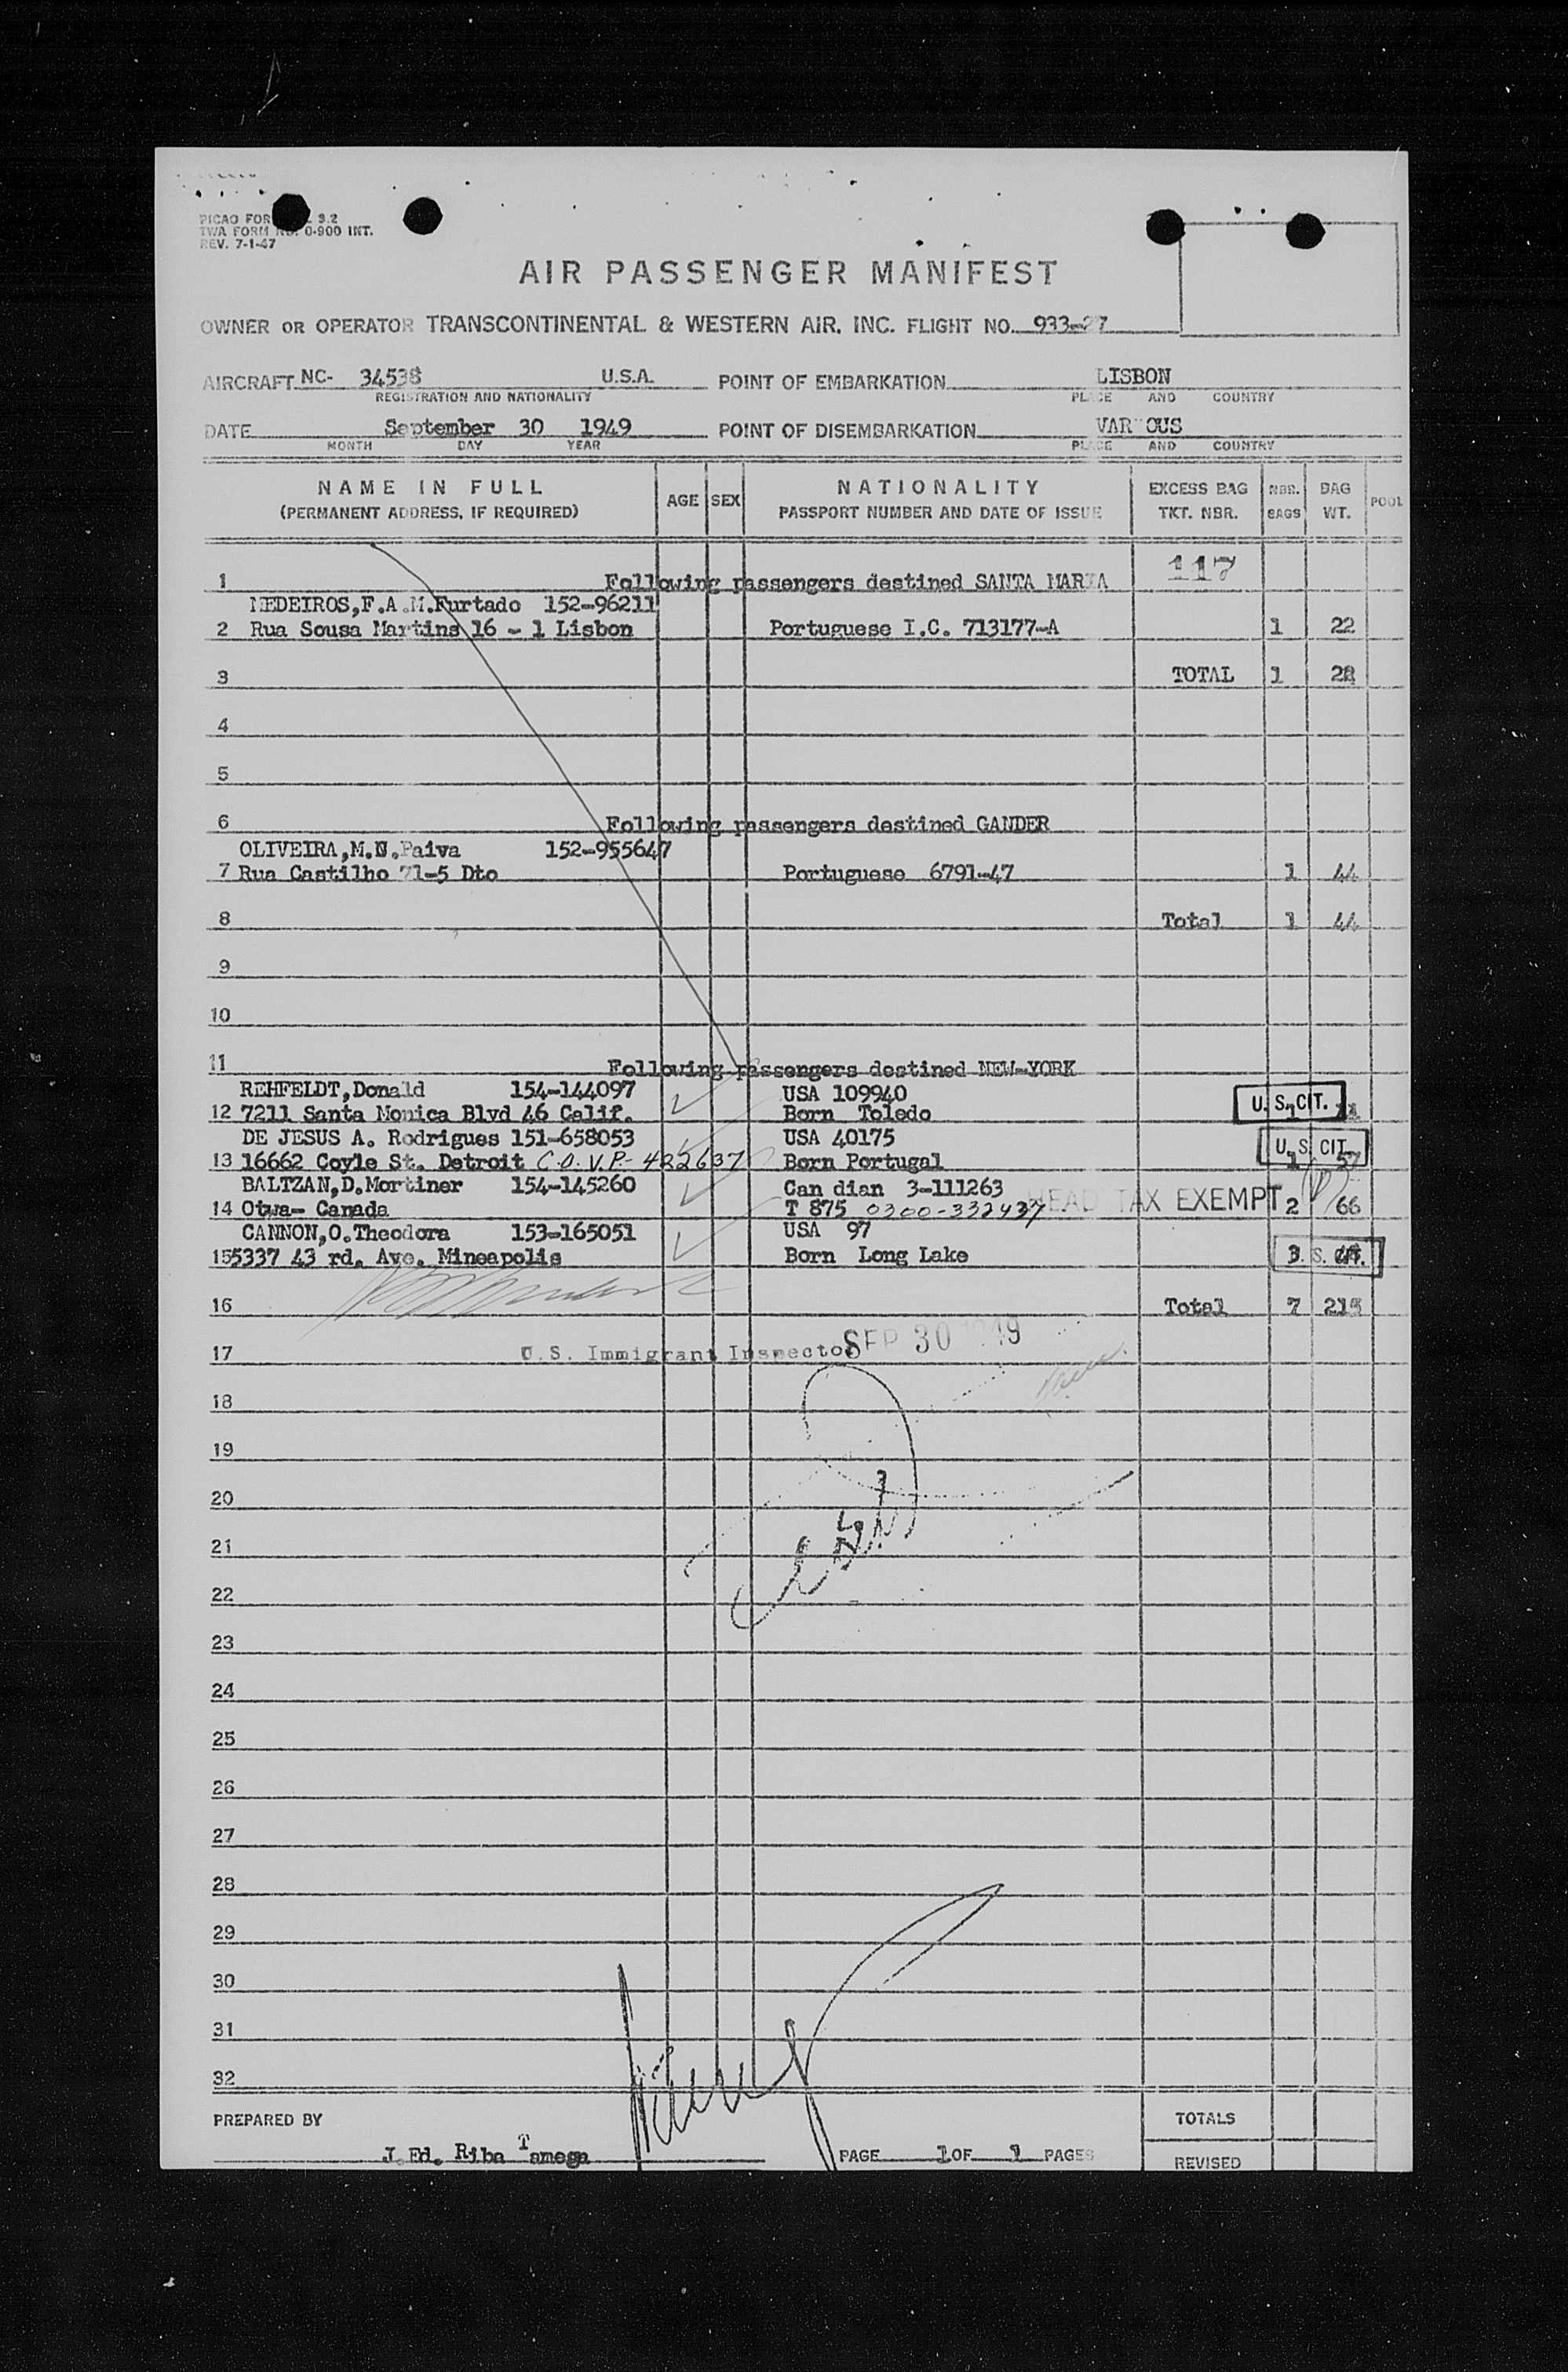 PICAO FOR 9.2
TWA FORM NO. 0-900 INT.
REV. 7-1-47
AIR PASSENGER MANIFEST
OWNER OR OPERATOR TRANSCONTINENTAL & WESTERN AIR, INC. FLIGHT NO. 933-27
AIRCRAFT NC- 34538 U.S.A. POINT OF EMBARKATION LISBON
REGISTRATION AND NATIONALITY PLACE AND COUNTRY
DATE September 30 1949 POINT OF DISEMBARKATION VAR OUS
MONTH DAY YEAR PLACE AND COUNTRY
NAME IN FULL AGE SEX NATIONALITY EXCESS BAG NBR. BAG POOL
(PERMANENT ADDRESS, IF REQUIRED) PASSPORT NUMBER AND DATE OF ISSUE TKT. NBR. BAGS WT.
117
1 Following passengers destined SANTA MARIA
MEDEIROS,F.A.M.Furtado 152-96211
2 Rua Sousa Martins 16 - 1 Lisbon Portuguese I.C. 713177-A 1 22
3 TOTAL 1
4
5
6 Following passengers destined GANDER
OLIVEIRA,M.N.Paiva 152-955647
7 Rua Castilho 71-5 Dto Portuguese 6791-47 1 44
8 Total 1 44
9
10
11 Following passengers destined NEW-YORK
REHFELDT,Donald 154-144097 USA 109940
12 7211 Santa Monica Blvd 46 Calif. Born Toledo U.S. CIT.
DE JESUS A. Rodrigues 151-658053 USA 40175 U.S. CIT.
13 16662 Coyle St. Detroit C.O.V.P- 422637 Born Portugal 1 57
BALTZAN,D.Mortiner 154-145260 Can dian 3-111263
14 Otwa- Canada T 875 0300-332437 HEAD TAX EXEMPT 2 66
CANNON,O.Theodora 153-165051 USA 97
15 5337 43 rd. Ave. Mineapolis Born Long Lake 3 U.S. CIT.
16 Total 7 215
17 U.S. Immigrant Inspector SEP 30 1949
18
19
20
21
22
23
24
25
26
27
28
29
30
31
32
PREPARED BY TOTALS
J.Ed. Riba Tamega PAGE 1 OF 1 PAGES REVISED